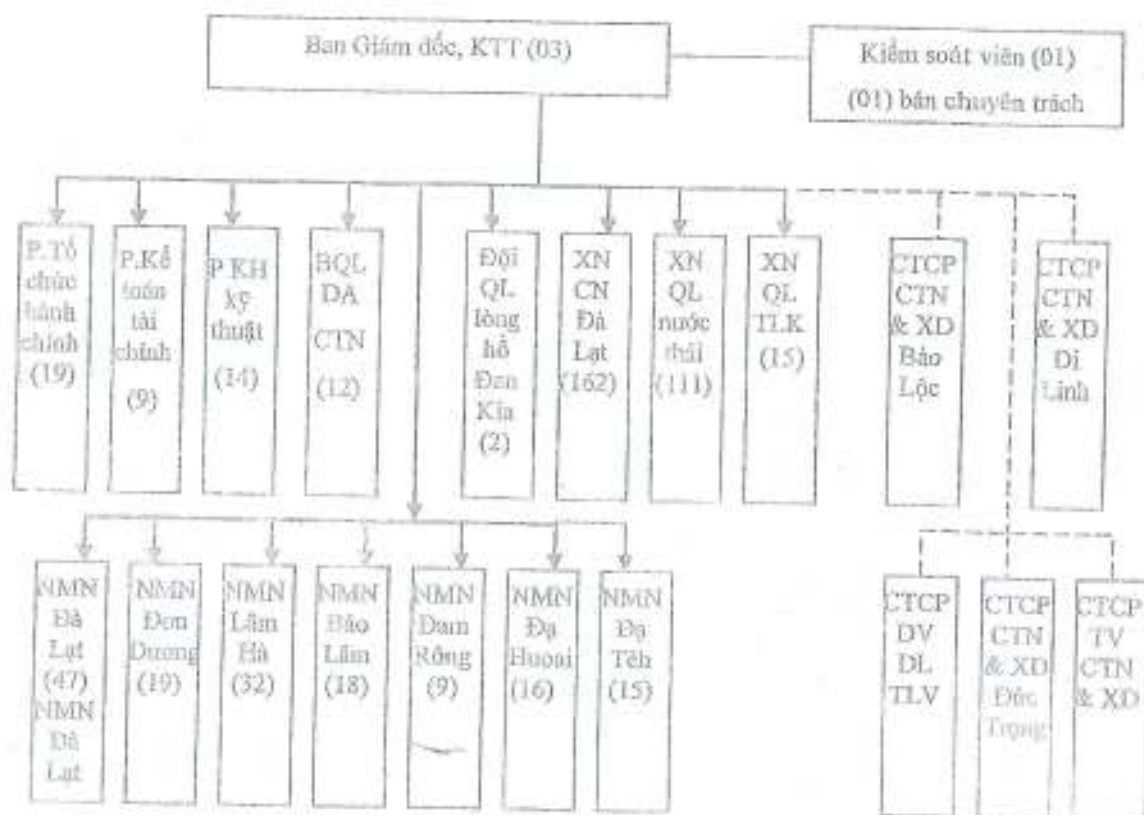 Ban Giám đốc, KTT (03)
Kiểm soát viên (01)
(01) bán chuyên trách
P.Tổ
chức
hành
chính
(19)
P.Kế
toán
tài
chính
(9)
P KH
kỹ
thuật
(14)
BQL
DA
CTN
(12)
Đội
QL
lòng
hồ
Đan
Kia
(2)
XN
CN
Đà
Lạt
(162)
XN
QL
nước
thải
(111)
XN
QL
TLK
(15)
CTCP
CTN
& XD
Bảo
Lộc
CTCP
CTN
& XD
Di
Linh
NMN
Đà
Lạt
(47)
NMN
Đà
Lạt
NMN
Đơn
Dương
(19)
NMN
Lâm
Hà
(32)
NMN
Bảo
Lâm
(18)
NMN
Đam
Rông
(9)
NMN
Đạ
Huoai
(16)
NMN
Đạ
Tẻh
(15)
CTCP
DV
DL
TLV
CTCP
CTN
& XD
Đức
Trọng
CTCP
TV
CTN
& XD